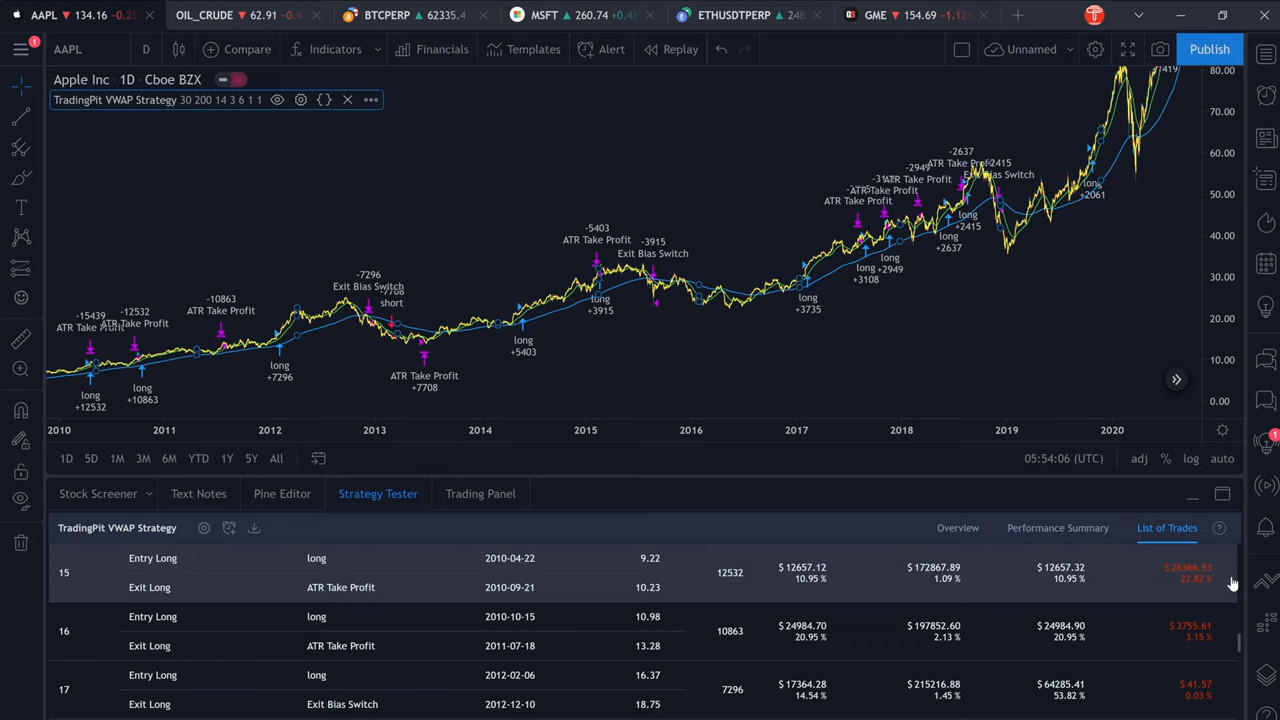 AAPL 134.16 -0.25
OIL_CRUDE 62.91 -0.4
BTCPERP 62335.4
MSFT 260.74 +0.48
ETHUSDTPERP
GME 154.69 -1.12%
AAPL D Compare Indicators Financials Templates Alert Replay Unnamed Publish
Apple Inc · 1D · Cboe BZX
TradingPit VWAP Strategy 30 200 14 3 6 1 1
80.00
70.00
60.00
50.00
40.00
30.00
20.00
10.00
0.00
-15439
ATR Take Profit
-12532
ATR Take Profit
-10863
ATR Take Profit
-7296
Exit Bias Switch
short
-5403
ATR Take Profit
-3915
Exit Bias Switch
ATR Take Profit
ATR Take Profit
-2949
ATR Take Profit
-2637
ATR Take Profit
-2415
Exit Bias Switch
long
+12532
long
+10863
long
+7296
ATR Take Profit
+7708
long
+5403
long
+3915
long
+3735
long
+3108
long
+2949
long
+2637
long
+2415
long
+2061
2010 2011 2012 2013 2014 2015 2016 2017 2018 2019 2020
1D 5D 1M 3M 6M YTD 1Y 5Y All 05:54:06 (UTC) adj % log auto
Stock Screener Text Notes Pine Editor Strategy Tester Trading Panel
TradingPit VWAP Strategy Overview Performance Summary List of Trades
15 Entry Long long 2010-04-22 9.22 12532 $ 12657.12 10.95 % $ 172867.89 1.09 % $ 12657.32 10.95 % $ 26366.53 22.82 %
Exit Long ATR Take Profit 2010-09-21 10.23
16 Entry Long long 2010-10-15 10.98 10863 $ 24984.70 20.95 % $ 197852.60 2.13 % $ 24984.90 20.95 % $ 3755.61 3.15 %
Exit Long ATR Take Profit 2011-07-18 13.28
17 Entry Long long 2012-02-06 16.37 7296 $ 17364.28 14.54 % $ 215216.88 1.45 % $ 64285.41 53.82 % $ 41.57 0.03 %
Exit Long Exit Bias Switch 2012-12-10 18.75